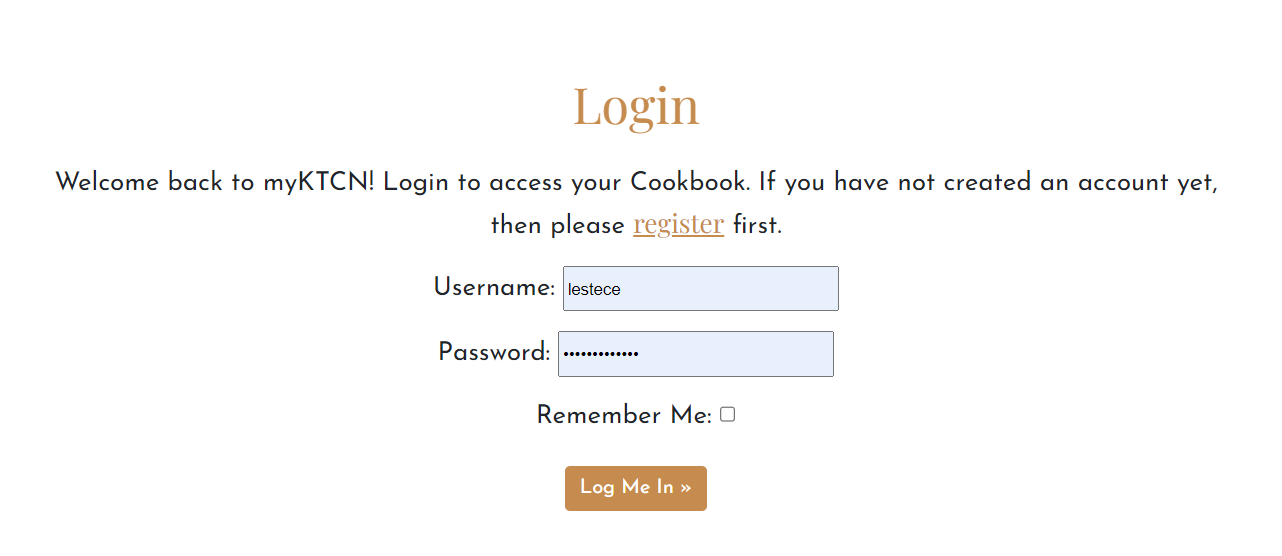 Login
Welcome back to myKTCN! Login to access your Cookbook. If you have not created an account yet,
then please register first.
Username: lestece
Password: •••••••••••••
Remember Me:
Log Me In »